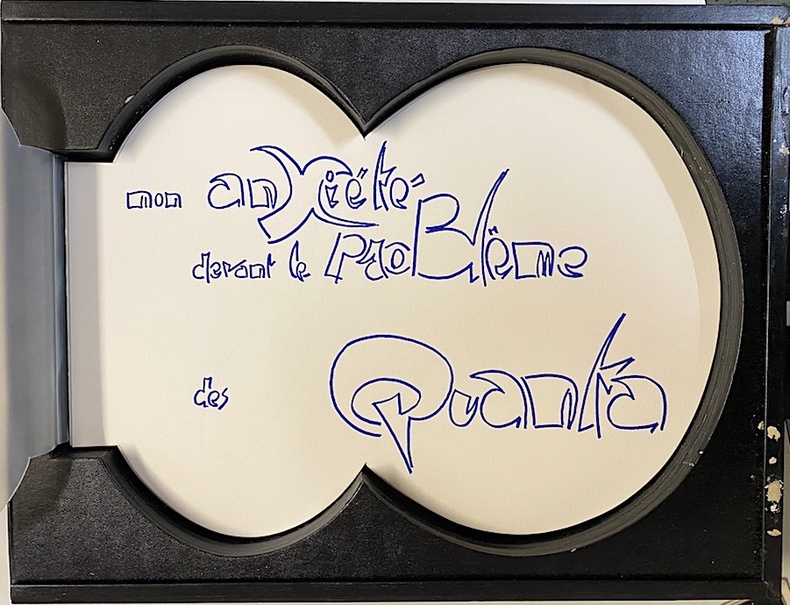 mon anXiété
devant le ProBlème
des Quanta